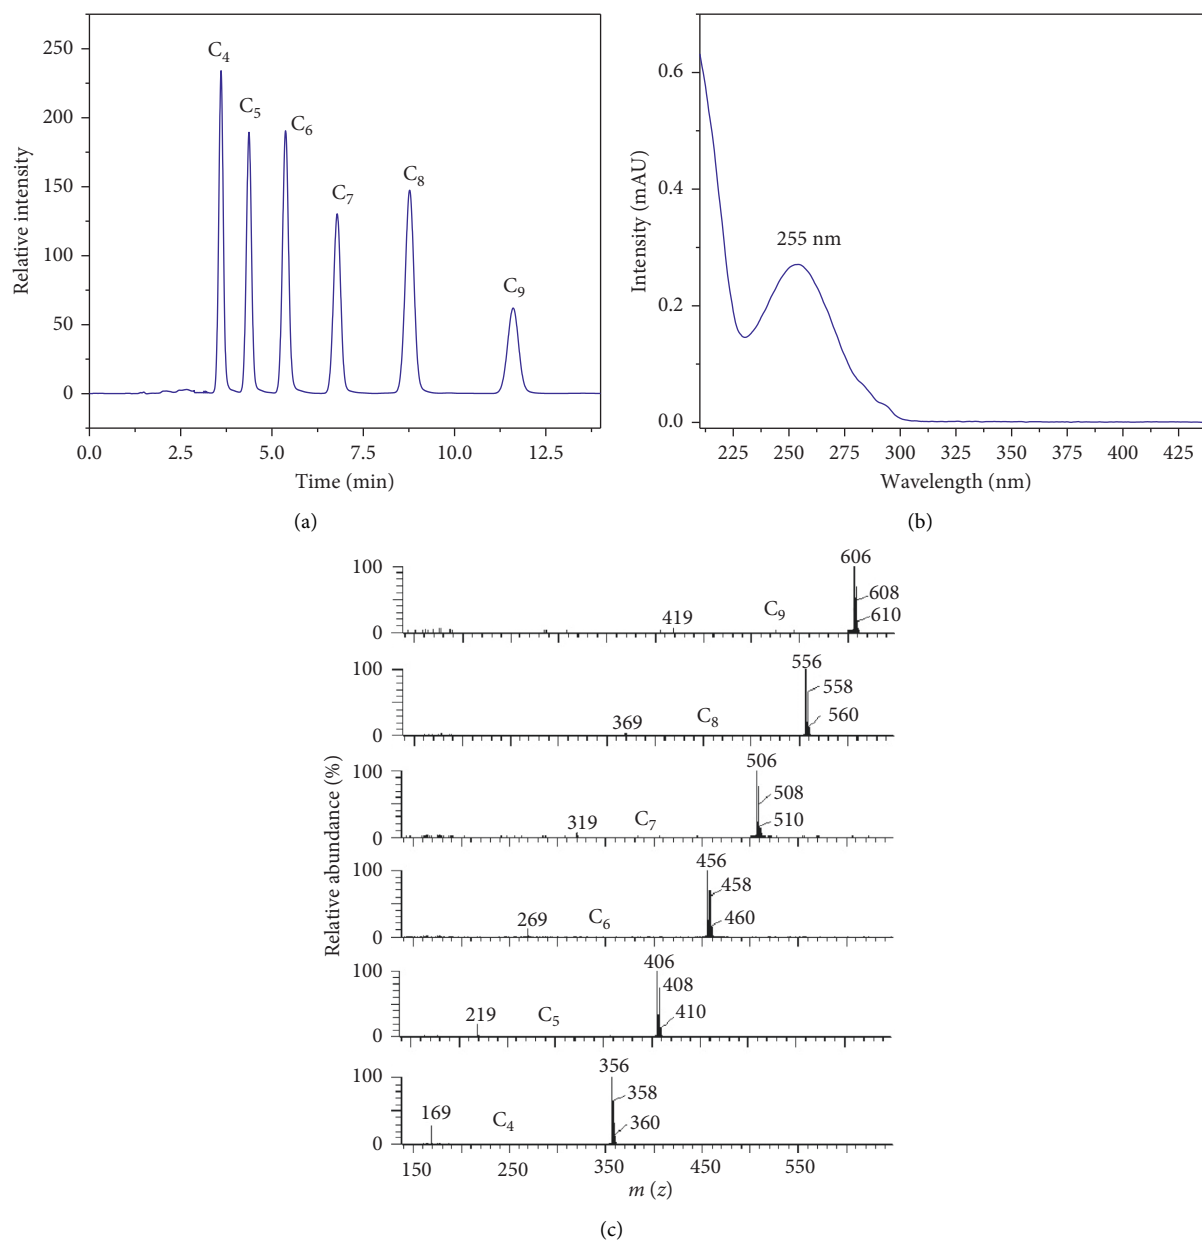 250
200
150
100
50
0
Relative intensity
C4
C5
C6
C7
C8
C9
0.0 2.5 5.0 7.5 10.0 12.5
Time (min)
(a)
0.6
0.4
0.2
0.0
Intensity (mAU)
255 nm
225 250 275 300 325 350 375 400 425
Wavelength (nm)
(b)
Relative abundance (%)
100
0
419
C9
606
608
610
100
0
369
C8
556
558
560
100
0
319
C7
506
508
510
100
0
269
C6
456
458
460
100
0
219
C5
406
408
410
100
0
169
C4
356
358
360
150 250 350 450 550
m (z)
(c)